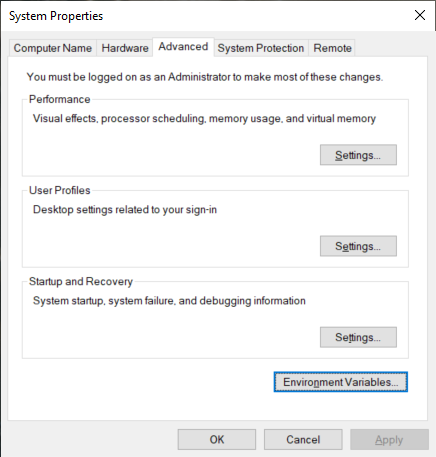 System Properties
Computer Name Hardware Advanced System Protection Remote
You must be logged on as an Administrator to make most of these changes.
Performance
Visual effects, processor scheduling, memory usage, and virtual memory
Settings...
User Profiles
Desktop settings related to your sign-in
Settings...
Startup and Recovery
System startup, system failure, and debugging information
Settings...
Environment Variables...
OK Cancel Apply